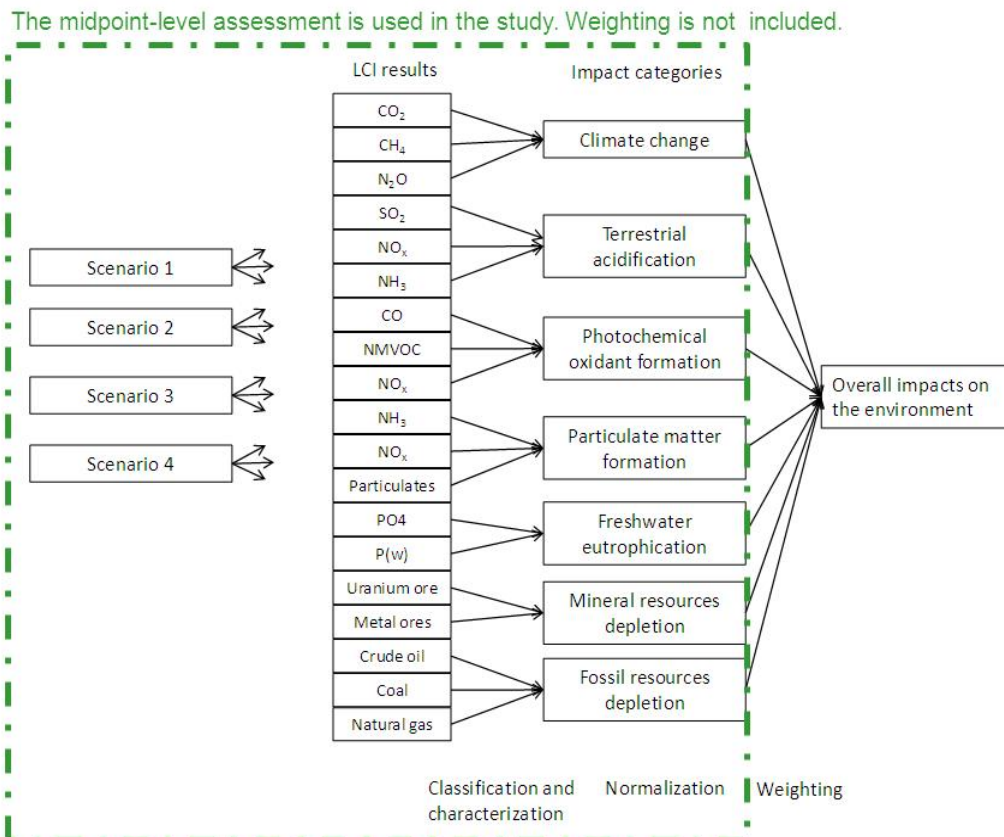 The midpoint-level assessment is used in the study. Weighting is not included.
LCI results
Impact categories
CO₂
CH₄
N₂O
SO₂
NOₓ
NH₃
CO
NMVOC
NOₓ
NH₃
NOₓ
Particulates
PO4
P(w)
Uranium ore
Metal ores
Crude oil
Coal
Natural gas
Scenario 1
Scenario 2
Scenario 3
Scenario 4
Climate change
Terrestrial
acidification
Photochemical
oxidant formation
Particulate matter
formation
Freshwater
eutrophication
Mineral resources
depletion
Fossil resources
depletion
Overall impacts on
the environment
Classification and
characterization
Normalization
Weighting